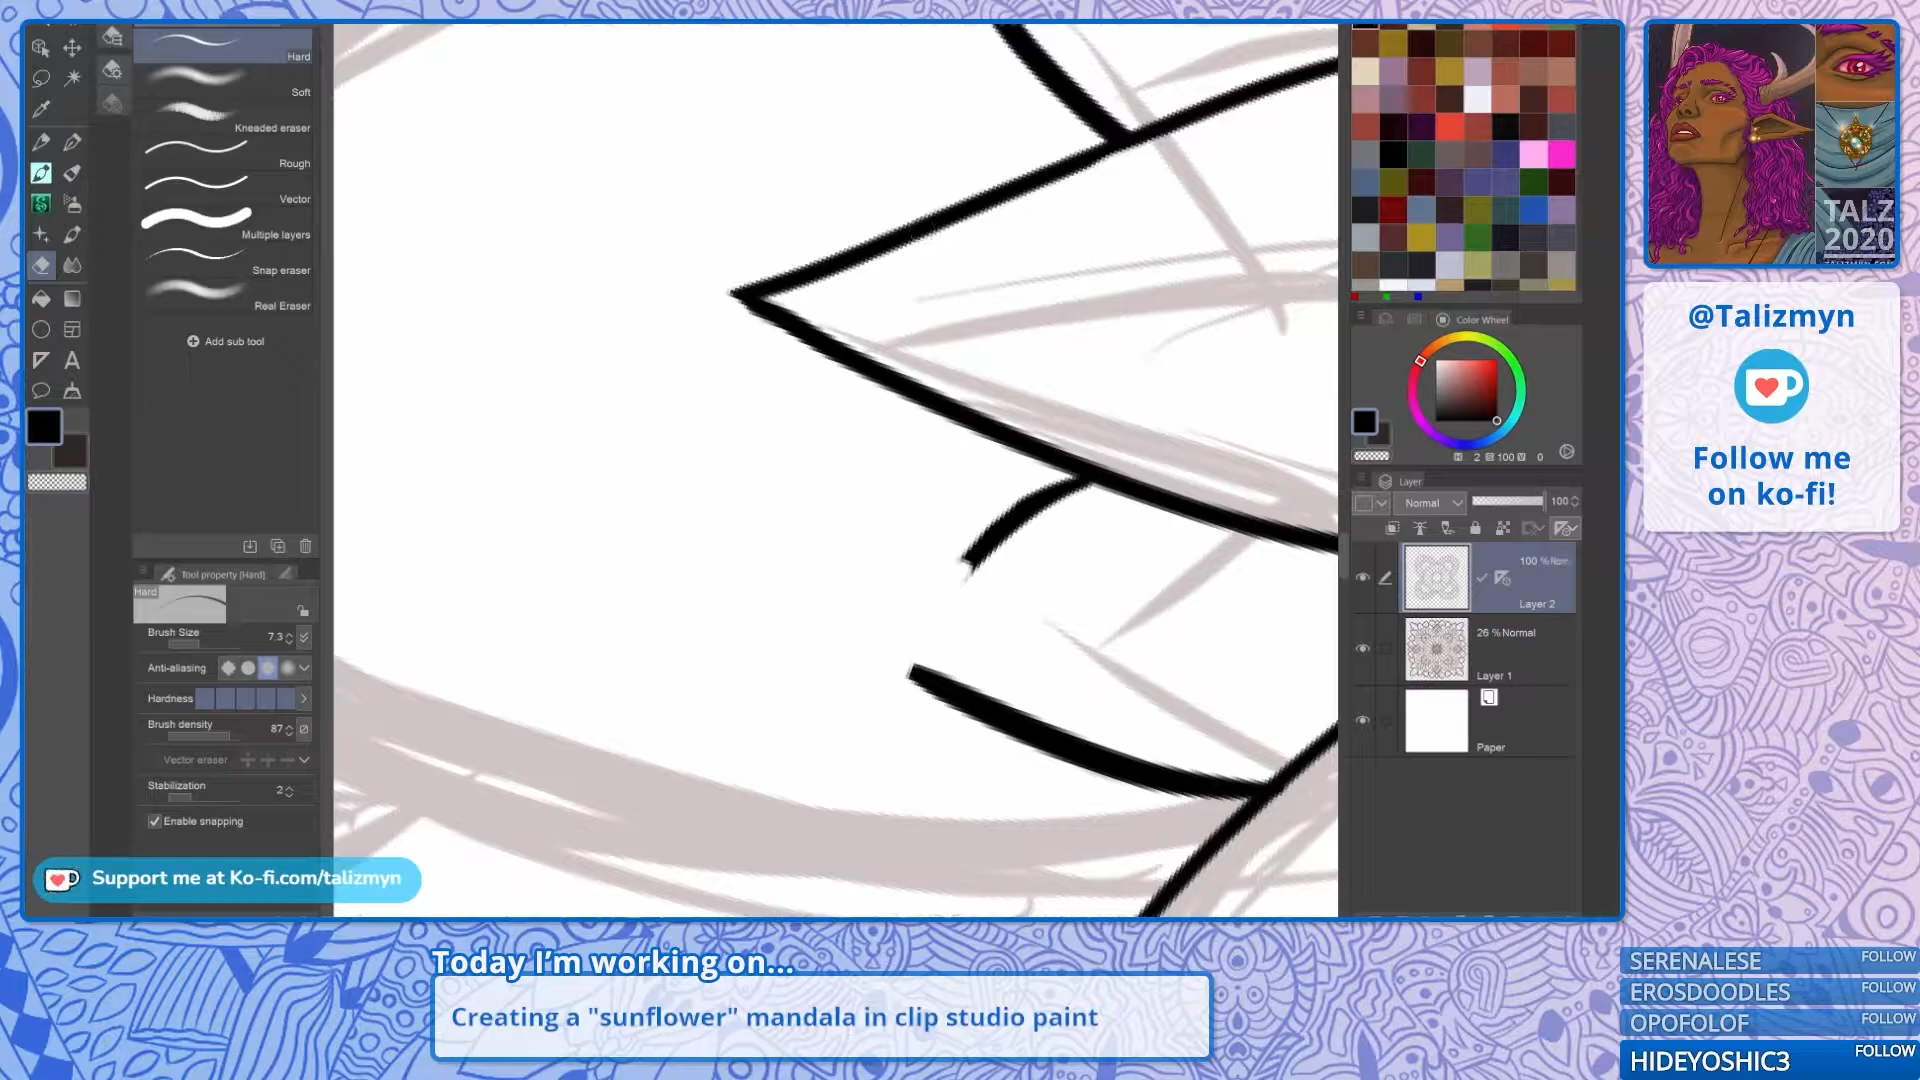 Hard
Soft
Kneaded eraser
Rough
Vector
Multiple layers
Snap eraser
Real Eraser
Add sub tool
Tool property [Hard]
Hard
Brush Size 7.3
Anti-aliasing
Hardness
Brush density 87
Vector eraser
Stabilization 2
Enable snapping
Support me at Ko-fi.com/talizmyn
Color Wheel
H 2 S 100 V 0
Layer
Normal 100
100 % Norm
Layer 2
26 % Normal
Layer 1
Paper
TALZ
2020
@Talizmyn
Follow me
on ko-fi!
Today I'm working on...
Creating a "sunflower" mandala in clip studio paint
SERENALESE FOLLOW
EROSDOODLES FOLLOW
OPOFOLOF FOLLOW
HIDEYOSHIC3 FOLLOW